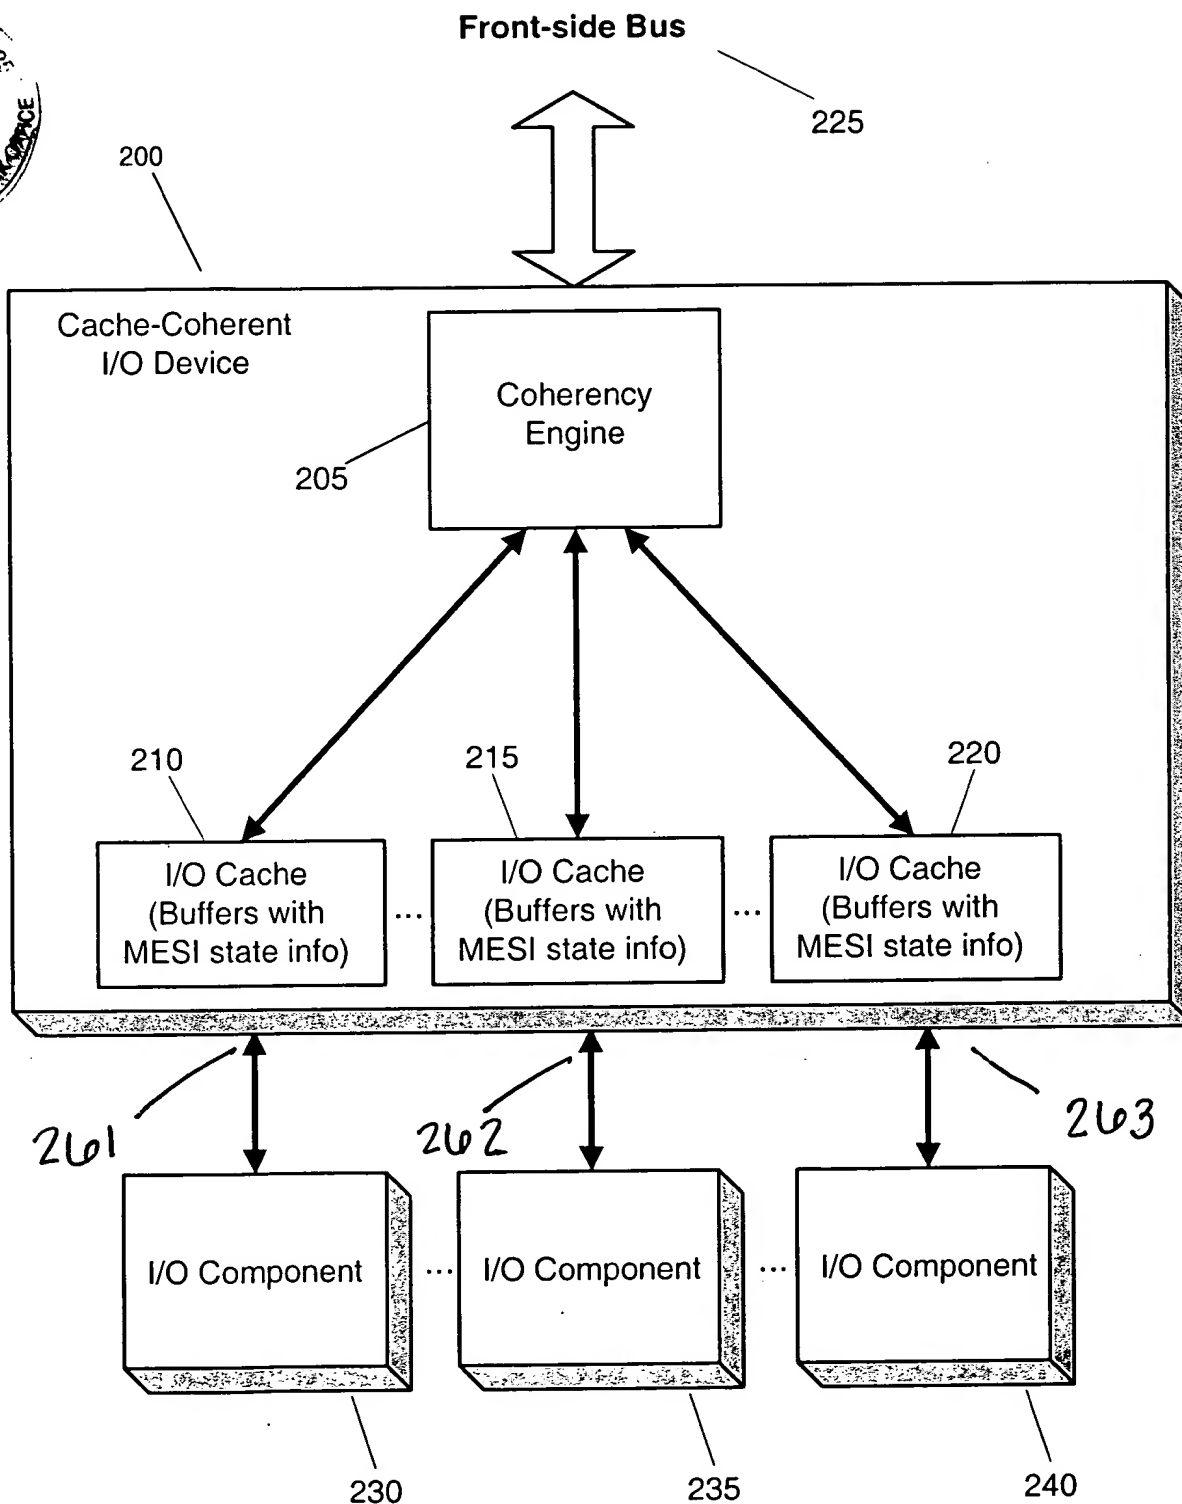 Front-side Bus
225
OFFICE
200
Cache-Coherent
I/O Device
Coherency
Engine
205
210
215
220
I/O Cache
(Buffers with
MESI state info)
...
I/O Cache
(Buffers with
MESI state info)
...
I/O Cache
(Buffers with
MESI state info)
261
262
263
I/O Component
...
I/O Component
...
I/O Component
230
235
240